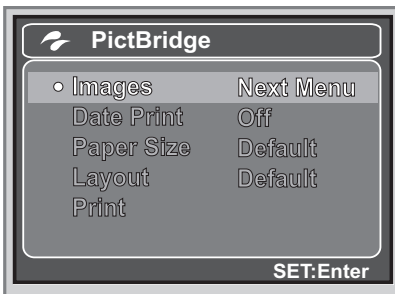 PictBridge
Images Next Menu
Date Print Off
Paper Size Default
Layout Default
Print
SET:Enter